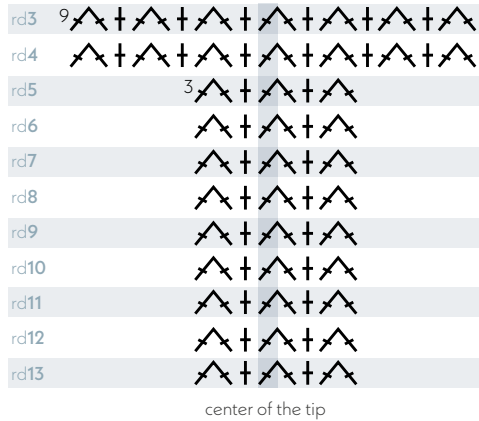 rd3 9
rd4
rd5 3
rd6
rd7
rd8
rd9
rd10
rd11
rd12
rd13
center of the tip